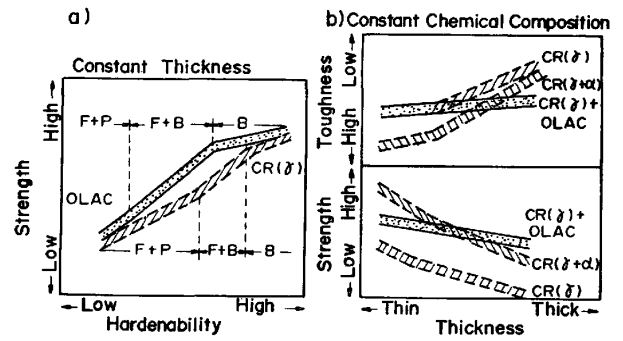 a)
Constant Thickness
High
Strength
Low
F+P F+B B
OLAC
CR(γ)
F+P F+B B
Low High
Hardenability
b) Constant Chemical Composition
Low
Toughness
High
CR(γ)
CR(γ+α)
CR(γ)+
OLAC
High
Strength
Low
CR(γ)+
OLAC
CR(γ+α)
CR(γ)
Thin Thick
Thickness